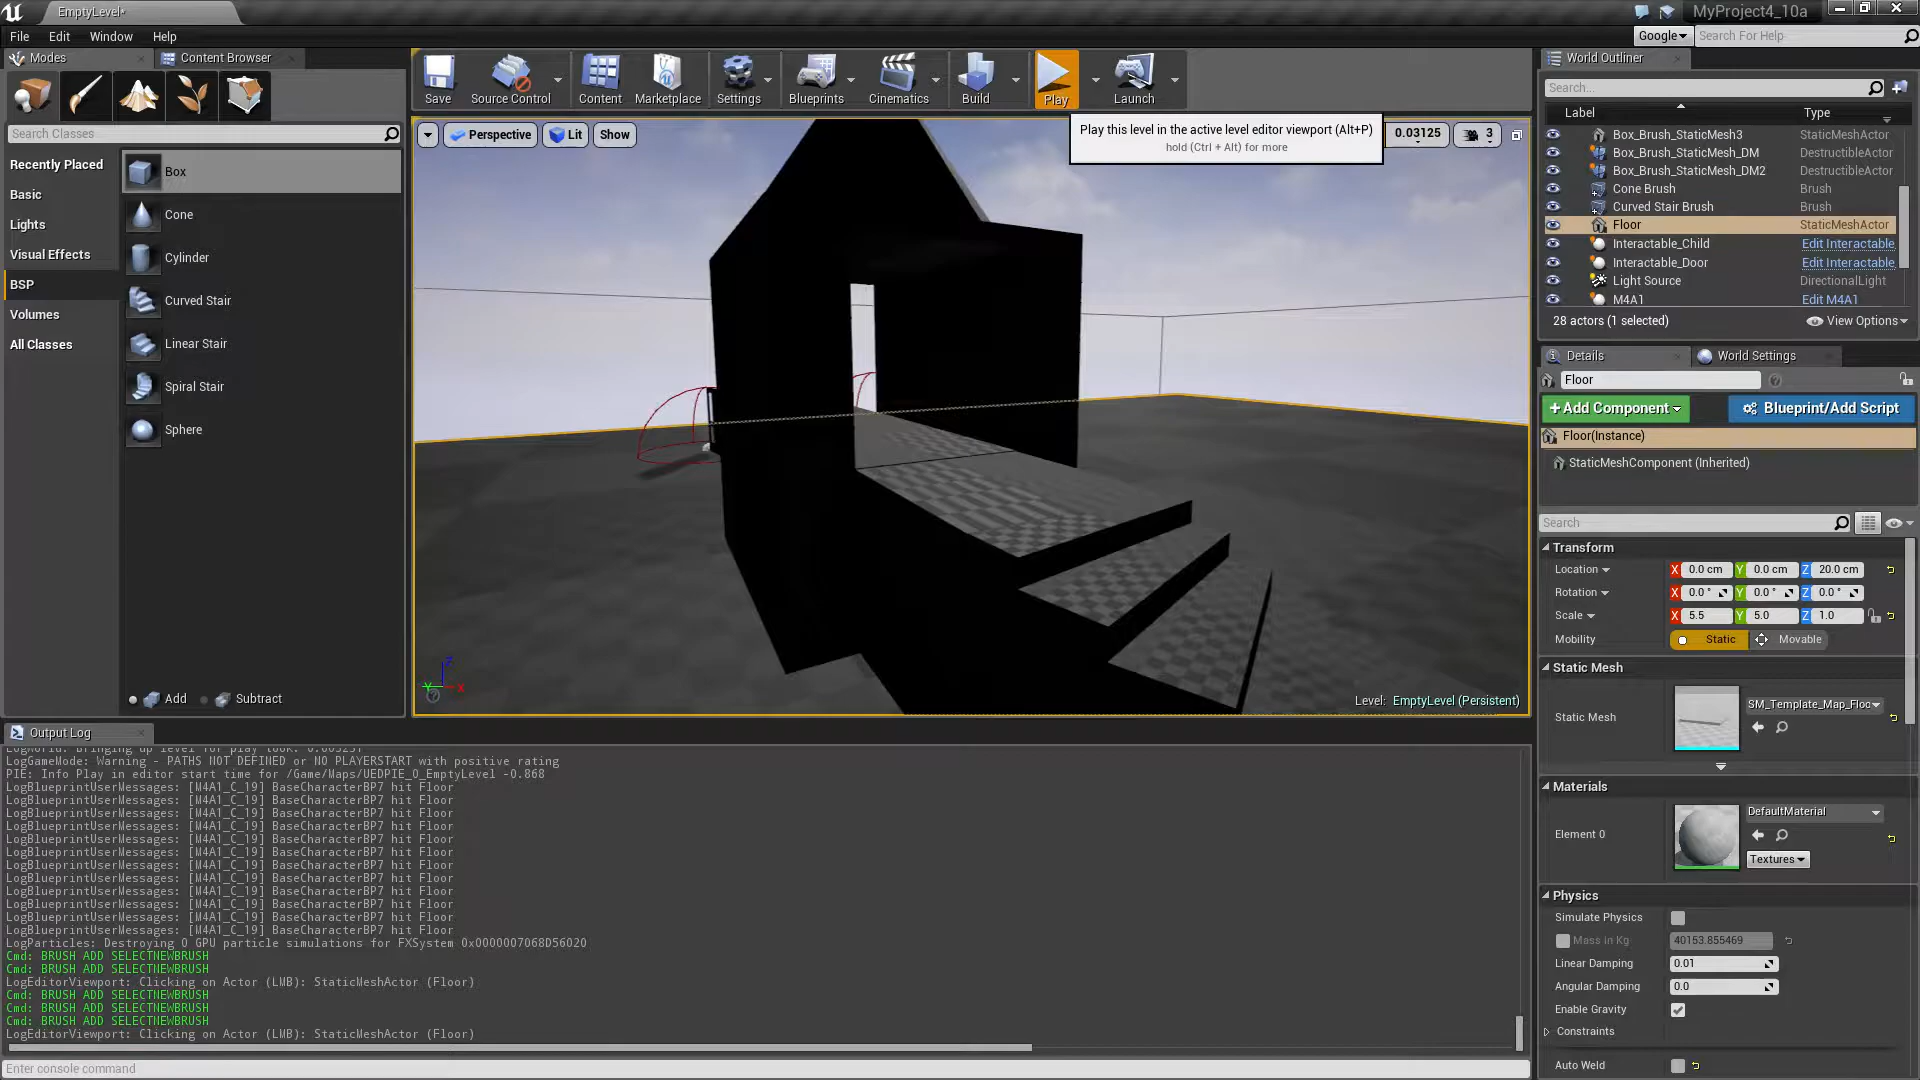 EmptyLevel*
MyProject4_10a
File Edit Window Help
Google
Search For Help
Modes
Content Browser
Search Classes
Recently Placed
Basic
Lights
Visual Effects
BSP
Volumes
All Classes
Box
Cone
Cylinder
Curved Stair
Linear Stair
Spiral Stair
Sphere
Add
Subtract
Save
Source Control
Content
Marketplace
Settings
Blueprints
Cinematics
Build
Play
Launch
Perspective
Lit
Show
0.03125
3
Play this level in the active level editor viewport (Alt+P)
hold (Ctrl + Alt) for more
Z
X
Level: EmptyLevel (Persistent)
World Outliner
Search...
Label Type
Box_Brush_StaticMesh3 StaticMeshActor
Box_Brush_StaticMesh_DM DestructibleActor
Box_Brush_StaticMesh_DM2 DestructibleActor
Cone Brush Brush
Curved Stair Brush Brush
Floor StaticMeshActor
Interactable_Child Edit Interactable
Interactable_Door Edit Interactable
Light Source DirectionalLight
M4A1 Edit M4A1
28 actors (1 selected)
View Options
Details
World Settings
Floor
+Add Component
Blueprint/Add Script
Floor(Instance)
StaticMeshComponent (Inherited)
Search
Transform
Location X 0.0 cm Y 0.0 cm Z 20.0 cm
Rotation X 0.0 ° Y 0.0 ° Z 0.0 °
Scale X 5.5 Y 5.0 Z 1.0
Mobility Static Movable
Static Mesh
Static Mesh SM_Template_Map_Floo
Materials
Element 0 DefaultMaterial
Textures
Physics
Simulate Physics
Mass in Kg 40153.855469
Linear Damping 0.01
Angular Damping 0.0
Enable Gravity
Constraints
Auto Weld
Output Log
LogWorld: Bringing up level for play took: 0.003251
LogGameMode: Warning - PATHS NOT DEFINED or NO PLAYERSTART with positive rating
PIE: Info Play in editor start time for /Game/Maps/UEDPIE_0_EmptyLevel -0.868
LogBlueprintUserMessages: [M4A1_C_19] BaseCharacterBP7 hit Floor
LogBlueprintUserMessages: [M4A1_C_19] BaseCharacterBP7 hit Floor
LogBlueprintUserMessages: [M4A1_C_19] BaseCharacterBP7 hit Floor
LogBlueprintUserMessages: [M4A1_C_19] BaseCharacterBP7 hit Floor
LogBlueprintUserMessages: [M4A1_C_19] BaseCharacterBP7 hit Floor
LogBlueprintUserMessages: [M4A1_C_19] BaseCharacterBP7 hit Floor
LogBlueprintUserMessages: [M4A1_C_19] BaseCharacterBP7 hit Floor
LogBlueprintUserMessages: [M4A1_C_19] BaseCharacterBP7 hit Floor
LogBlueprintUserMessages: [M4A1_C_19] BaseCharacterBP7 hit Floor
LogBlueprintUserMessages: [M4A1_C_19] BaseCharacterBP7 hit Floor
LogBlueprintUserMessages: [M4A1_C_19] BaseCharacterBP7 hit Floor
LogBlueprintUserMessages: [M4A1_C_19] BaseCharacterBP7 hit Floor
LogParticles: Destroying 0 GPU particle simulations for FXSystem 0x0000007068D56020
Cmd: BRUSH ADD SELECTNEWBRUSH
Cmd: BRUSH ADD SELECTNEWBRUSH
LogEditorViewport: Clicking on Actor (LMB): StaticMeshActor (Floor)
Cmd: BRUSH ADD SELECTNEWBRUSH
Cmd: BRUSH ADD SELECTNEWBRUSH
Cmd: BRUSH ADD SELECTNEWBRUSH
LogEditorViewport: Clicking on Actor (LMB): StaticMeshActor (Floor)
Enter console command